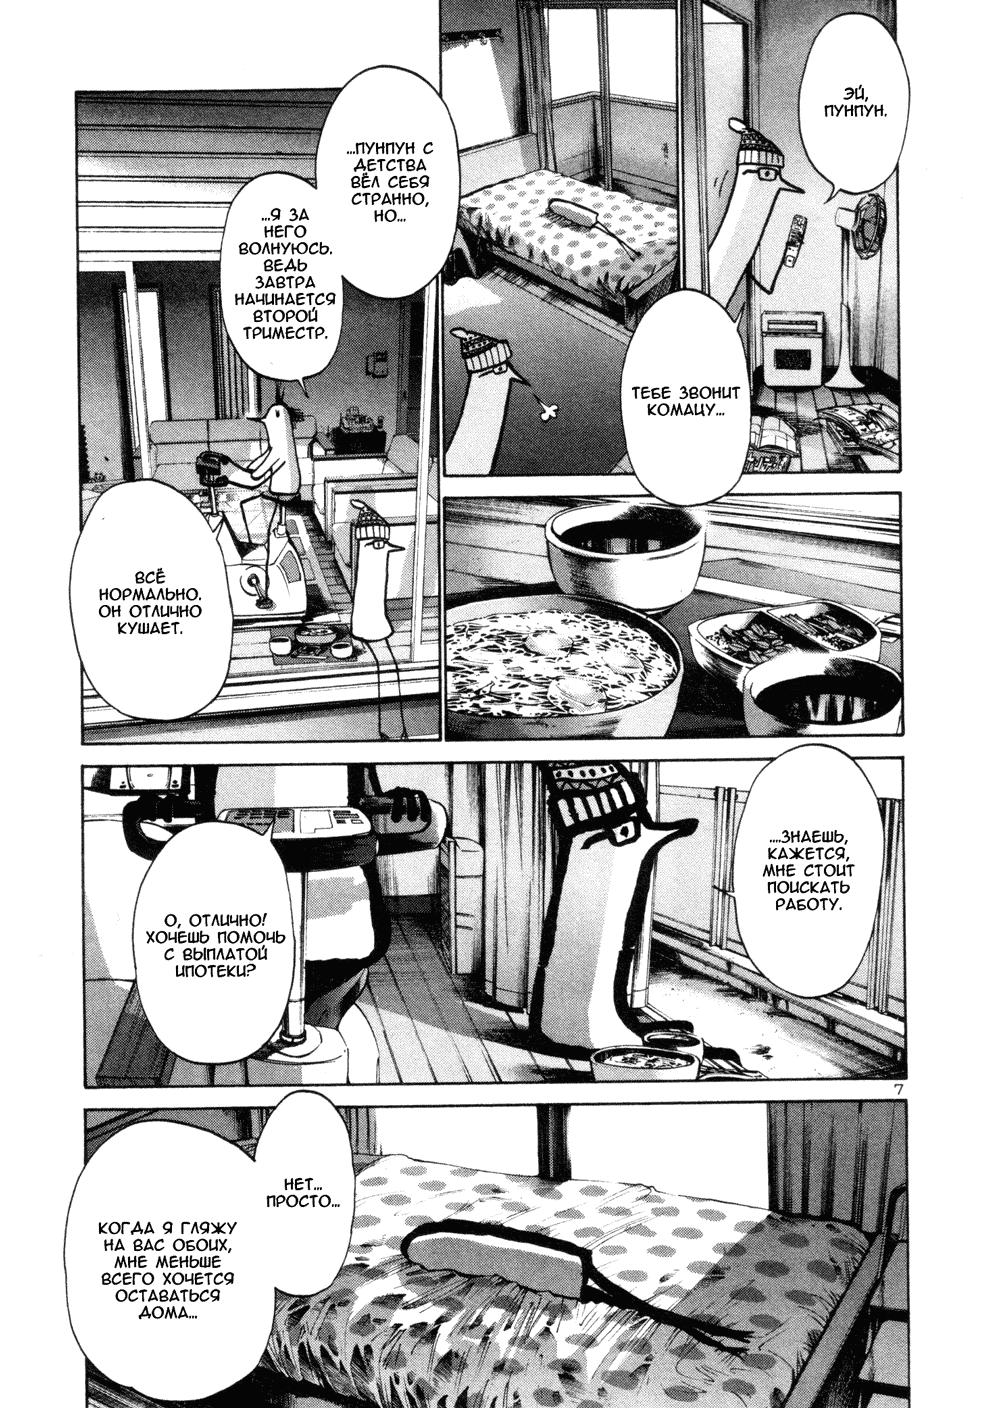 ЭЙ,
ПУНПУН.
ТЕБЕ ЗВОНИТ
КОМАЦУ...
...ПУНПУН С
ДЕТСТВА
ВЁЛ СЕБЯ
СТРАННО,
НО...
...Я ЗА
НЕГО
ВОЛНУЮСЬ.
ВЕДЬ
ЗАВТРА
НАЧИНАЕТСЯ
ВТОРОЙ
ТРИМЕСТР.
ВСЁ
НОРМАЛЬНО.
ОН ОТЛИЧНО
КУШАЕТ.
....ЗНАЕШЬ,
КАЖЕТСЯ,
МНЕ СТОИТ
ПОИСКАТЬ
РАБОТУ.
О, ОТЛИЧНО!
ХОЧЕШЬ ПОМОЧЬ
С ВЫПЛАТОЙ
ИПОТЕКИ?
7
НЕТ...
ПРОСТО...
КОГДА Я ГЛЯЖУ
НА ВАС ОБОИХ,
МНЕ МЕНЬШЕ
ВСЕГО ХОЧЕТСЯ
ОСТАВАТЬСЯ
ДОМА...